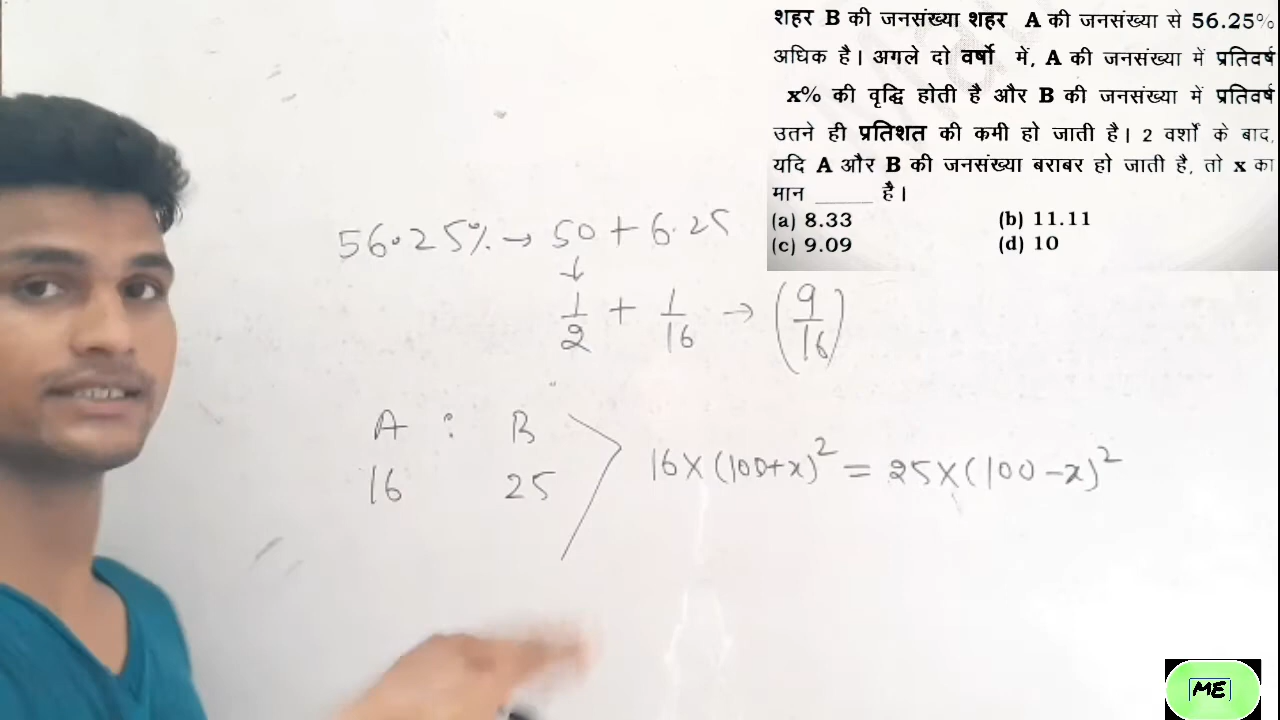 शहर B की जनसंख्या शहर A की जनसंख्या से 56.25%
अधिक है। अगले दो वर्षो में, A की जनसंख्या में प्रतिवर्ष
x% की वृद्धि होती है और B की जनसंख्या में प्रतिवर्ष
उतने ही प्रतिशत की कमी हो जाती है। 2 वर्शों के बाद,
यदि A और B की जनसंख्या बराबर हो जाती है, तो x का
मान _____ है।
(a) 8.33 (b) 11.11
(c) 9.09 (d) 10
56.25% → 50 + 6.25
↓
1/2 + 1/16 → (9/16)
A : B
16 25
16 X (100+x)² = 25 X (100-x)²
ME